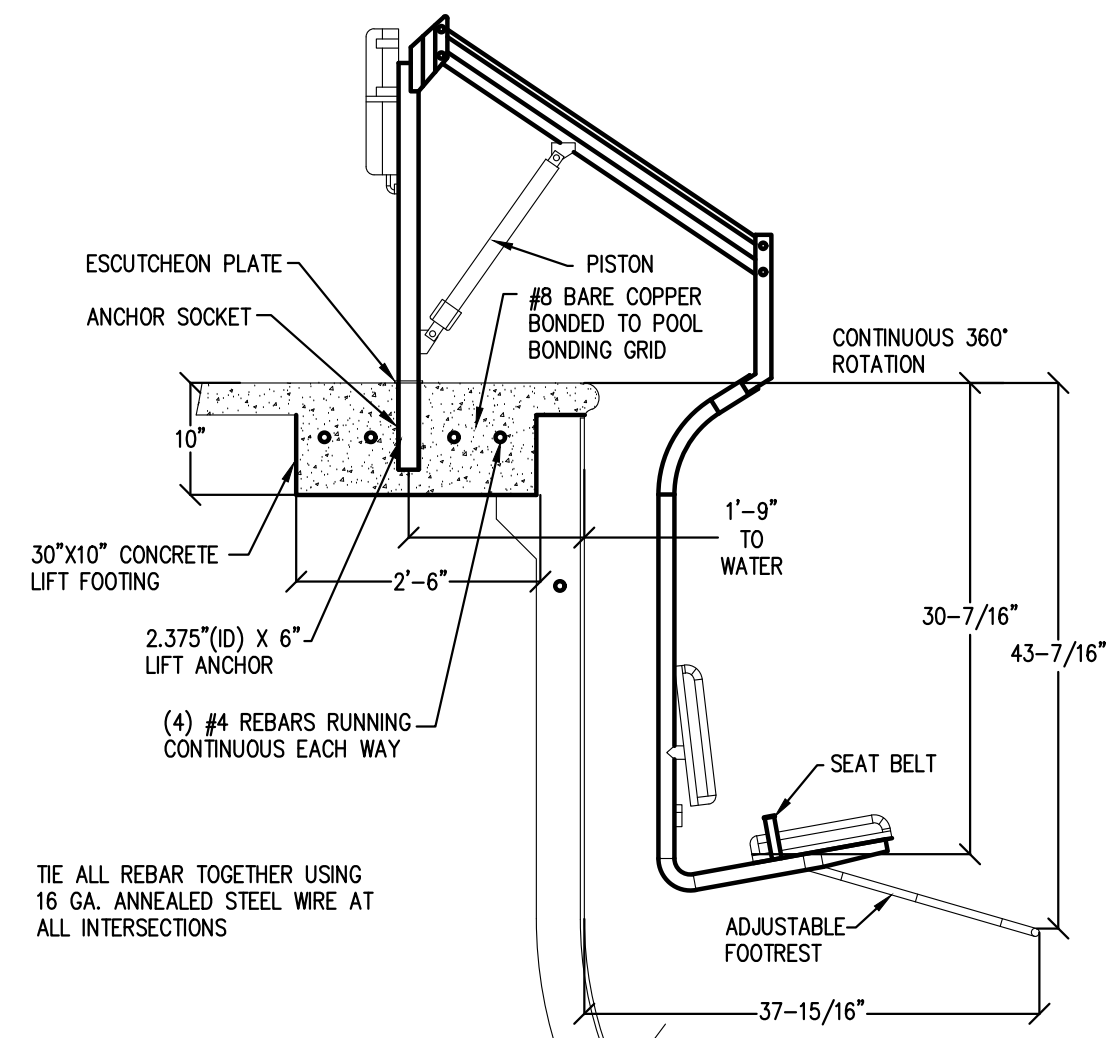 ESCUTCHEON PLATE
ANCHOR SOCKET
PISTON
#8 BARE COPPER
BONDED TO POOL
BONDING GRID
CONTINUOUS 360°
ROTATION
10"
1'-9"
TO
WATER
30"X10" CONCRETE
LIFT FOOTING
2'-6"
30-7/16"
43-7/16"
2.375"(ID) X 6"
LIFT ANCHOR
(4) #4 REBARS RUNNING
CONTINUOUS EACH WAY
SEAT BELT
TIE ALL REBAR TOGETHER USING
16 GA. ANNEALED STEEL WIRE AT
ALL INTERSECTIONS
ADJUSTABLE
FOOTREST
37-15/16"